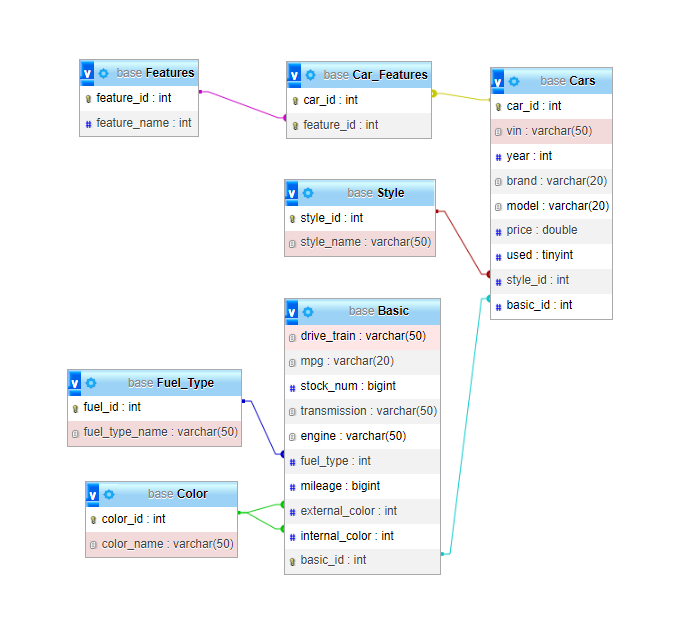 base Features
feature_id : int
feature_name : int
base Car_Features
car_id : int
feature_id : int
base Cars
car_id : int
vin : varchar(50)
year : int
brand : varchar(20)
model : varchar(20)
price : double
used : tinyint
style_id : int
basic_id : int
base Style
style_id : int
style_name : varchar(50)
base Basic
drive_train : varchar(50)
mpg : varchar(20)
stock_num : bigint
transmission : varchar(50)
engine : varchar(50)
fuel_type : int
mileage : bigint
external_color : int
internal_color : int
basic_id : int
base Fuel_Type
fuel_id : int
fuel_type_name : varchar(50)
base Color
color_id : int
color_name : varchar(50)